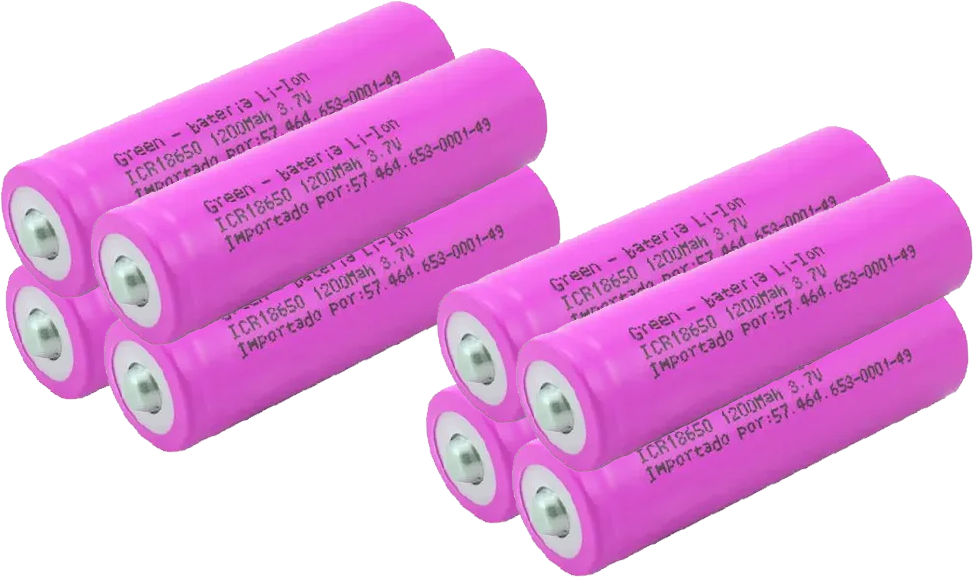 Green - bateria Li-Ion
ICR18650 1200Mah 3.7V
Importado por:57.464.653-0001-49
Green - bateria Li-Ion
ICR18650 1200Mah 3.7V
Importado por:57.464.653-0001-49
Green - bateria Li-Ion
ICR18650 1200Mah 3.7V
Importado por:57.464.653-0001-49
Green - bateria Li-Ion
ICR18650 1200Mah 3.7V
Importado por:57.464.653-0001-49
Green - bateria Li-Ion
ICR18650 1200Mah 3.7V
Importado por:57.464.653-0001-49
ICR18650 1200Mah 3.7V
Importado por:57.464.653-0001-49